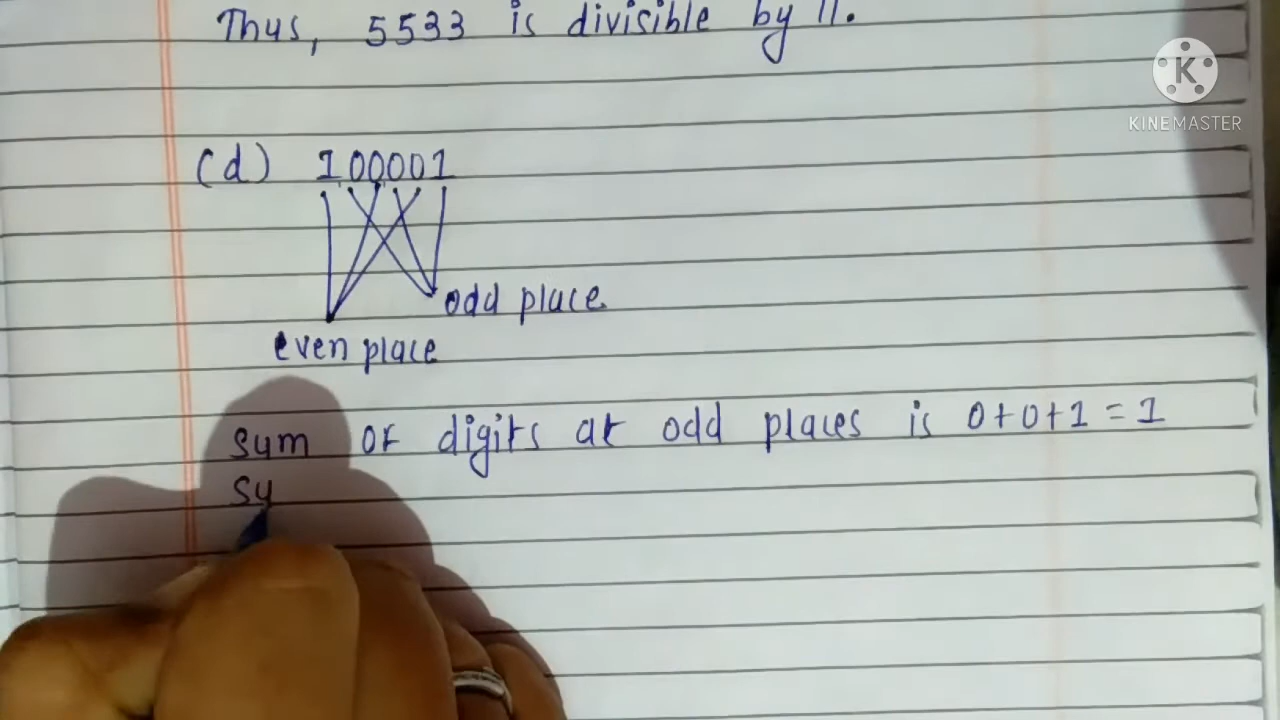 Thus, 5533 is divisible by 11.
KINEMASTER
(d) 100001
odd place
even place
sum of digits at odd places is 0+0+1=1
sy